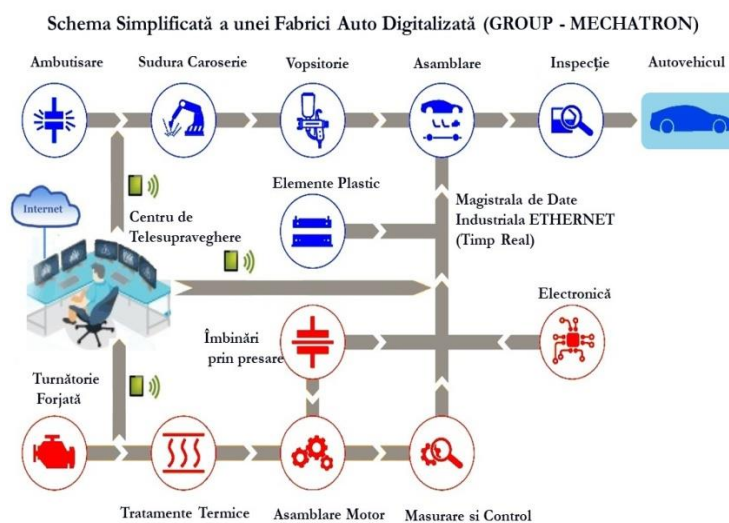 Schema Simplificată a unei Fabrici Auto Digitalizată (GROUP - MECHATRON)
Ambutisare
Sudura Caroserie
Vopsitorie
Asamblare
Inspecție
Autovehicul
Internet
Centru de
Telesupraveghere
Elemente Plastic
Magistrala de Date
Industriala ETHERNET
(Timp Real)
Electronică
Îmbinări
prin presare
Turnătorie
Forjată
Tratamente Termice
Asamblare Motor
Masurare si Control